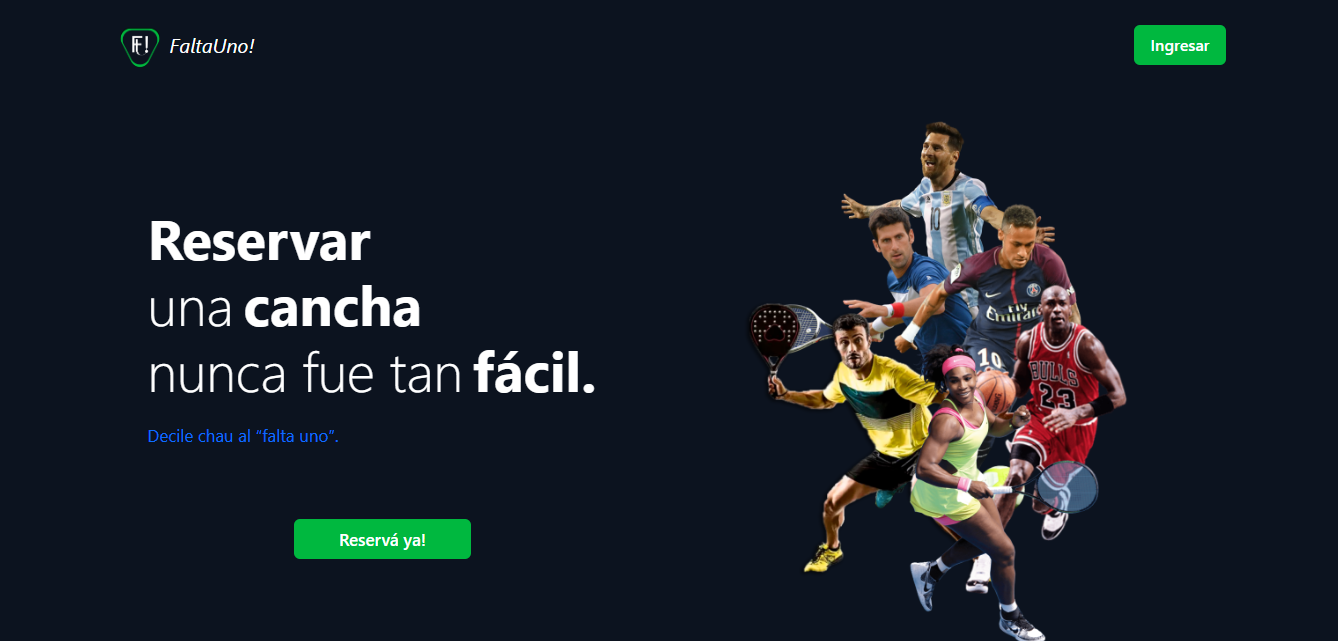 F!
FaltaUno!
Ingresar
Reservar
una cancha
nunca fue tan fácil.
Decile chau al “falta uno”.
Reservá ya!
10
Emirates
10
BULLS
23